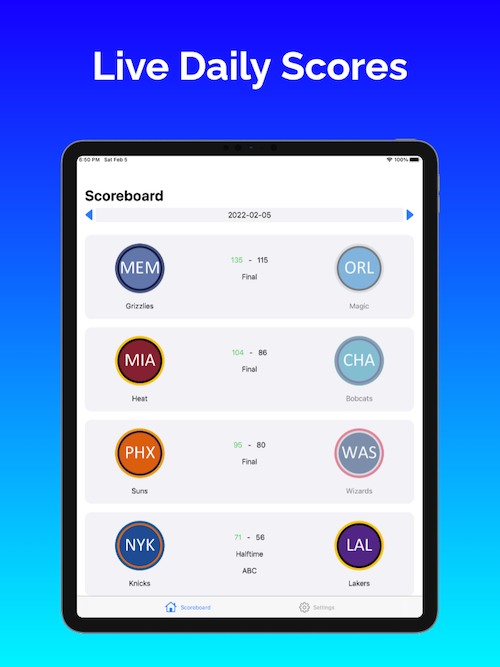 Live Daily Scores
6:50 PM Sat Feb 5 100%
Scoreboard
2022-02-05
MEM 135 - 115 ORL
Final
Grizzlies Magic
MIA 104 - 86 CHA
Final
Heat Bobcats
PHX 95 - 80 WAS
Final
Suns Wizards
NYK 71 - 56 LAL
Halftime
ABC
Knicks Lakers
Scoreboard Settings